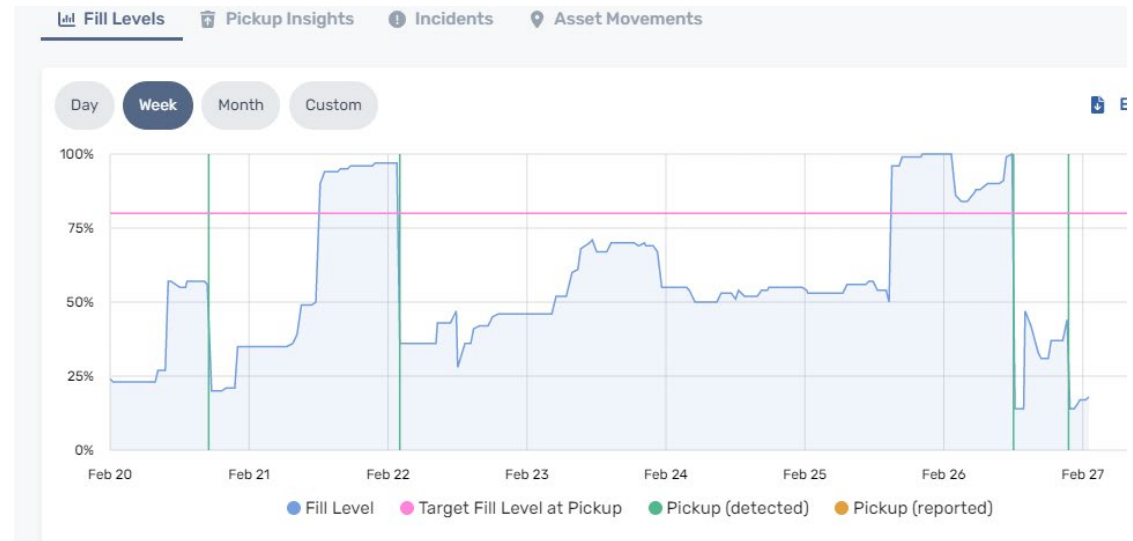 Fill Levels Pickup Insights Incidents Asset Movements
Day Week Month Custom E
100%
75%
50%
25%
0%
Feb 20 Feb 21 Feb 22 Feb 23 Feb 24 Feb 25 Feb 26 Feb 27
Fill Level Target Fill Level at Pickup Pickup (detected) Pickup (reported)